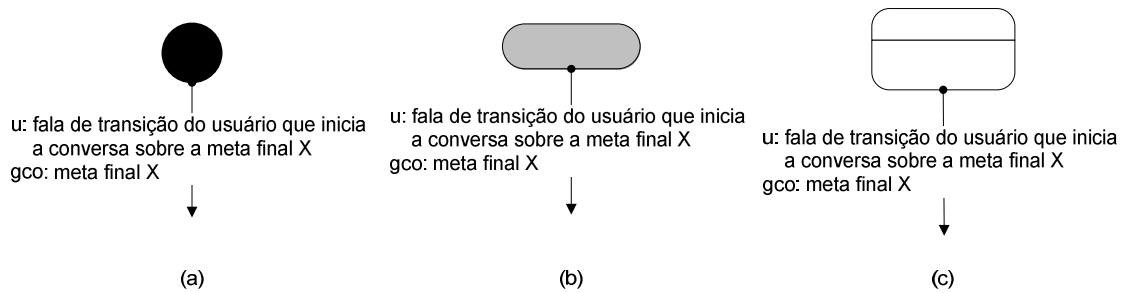 u: fala de transição do usuário que inicia
a conversa sobre a meta final X
gco: meta final X
(a)
u: fala de transição do usuário que inicia
a conversa sobre a meta final X
gco: meta final X
(b)
u: fala de transição do usuário que inicia
a conversa sobre a meta final X
gco: meta final X
(c)